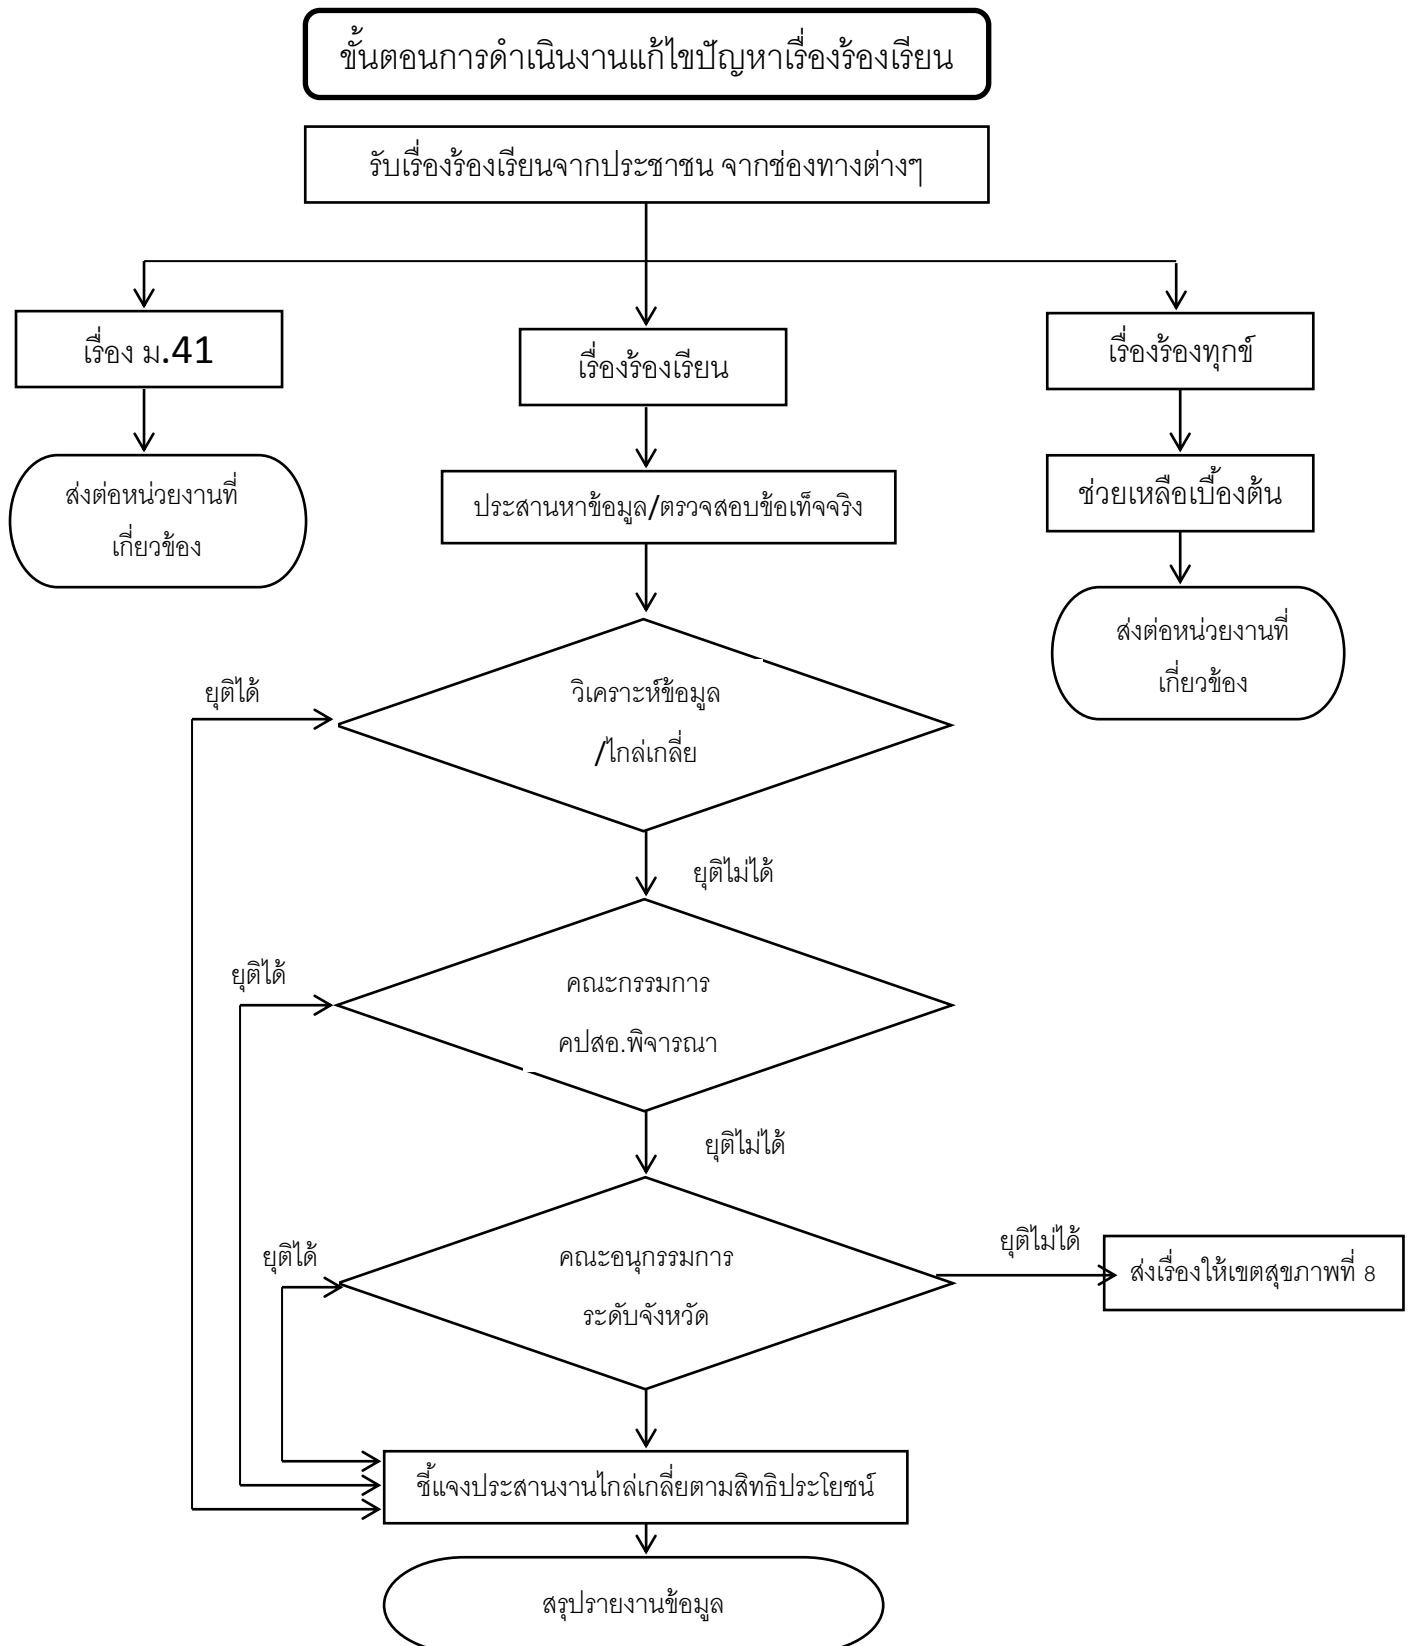 ขั้นตอนการดำเนินงานแก้ไขปัญหาเรื่องร้องเรียน
รับเรื่องร้องเรียนจากประชาชน จากช่องทางต่างๆ
เรื่อง ม.41
เรื่องร้องเรียน
เรื่องร้องทุกข์
ส่งต่อหน่วยงานที่
เกี่ยวข้อง
ประสานหาข้อมูล/ตรวจสอบข้อเท็จจริง
ช่วยเหลือเบื้องต้น
ส่งต่อหน่วยงานที่
เกี่ยวข้อง
ยุติได้
วิเคราะห์ข้อมูล
/ไกล่เกลี่ย
ยุติไม่ได้
ยุติได้
คณะกรรมการ
คปสอ.พิจารณา
ยุติไม่ได้
ยุติได้
คณะอนุกรรมการ
ระดับจังหวัด
ยุติไม่ได้
ส่งเรื่องให้เขตสุขภาพที่ 8
ชี้แจงประสานงานไกล่เกลี่ยตามสิทธิประโยชน์
สรุปรายงานข้อมูล